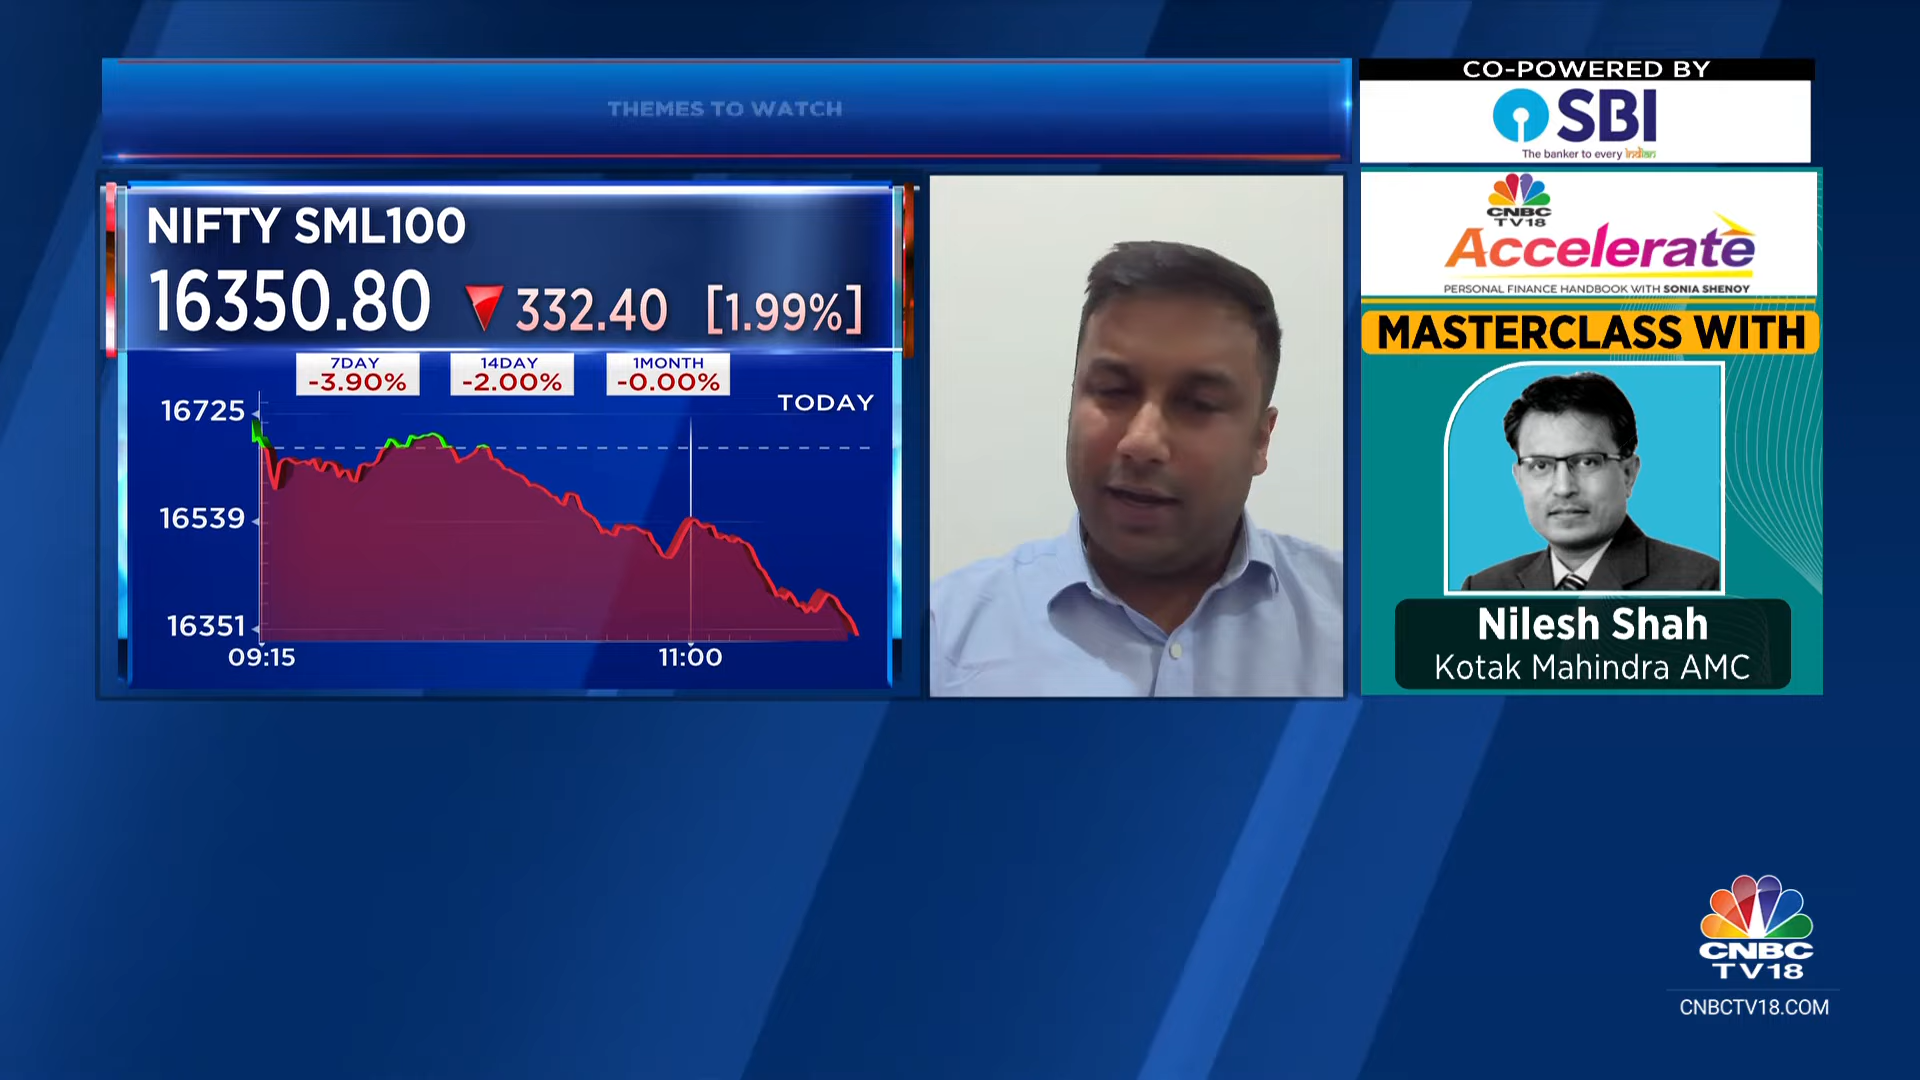 THEMES TO WATCH
NIFTY SML100
16350.80 ▼ 332.40 [1.99%]
7DAY
-3.90%
14DAY
-2.00%
1MONTH
-0.00%
TODAY
16725
16539
16351
09:15
11:00
CO-POWERED BY
SBI
The banker to every indian
CNBC
TV18
Accelerate
PERSONAL FINANCE HANDBOOK WITH SONIA SHENOY
MASTERCLASS WITH
Nilesh Shah
Kotak Mahindra AMC
CNBC
TV18
CNBCTV18.COM